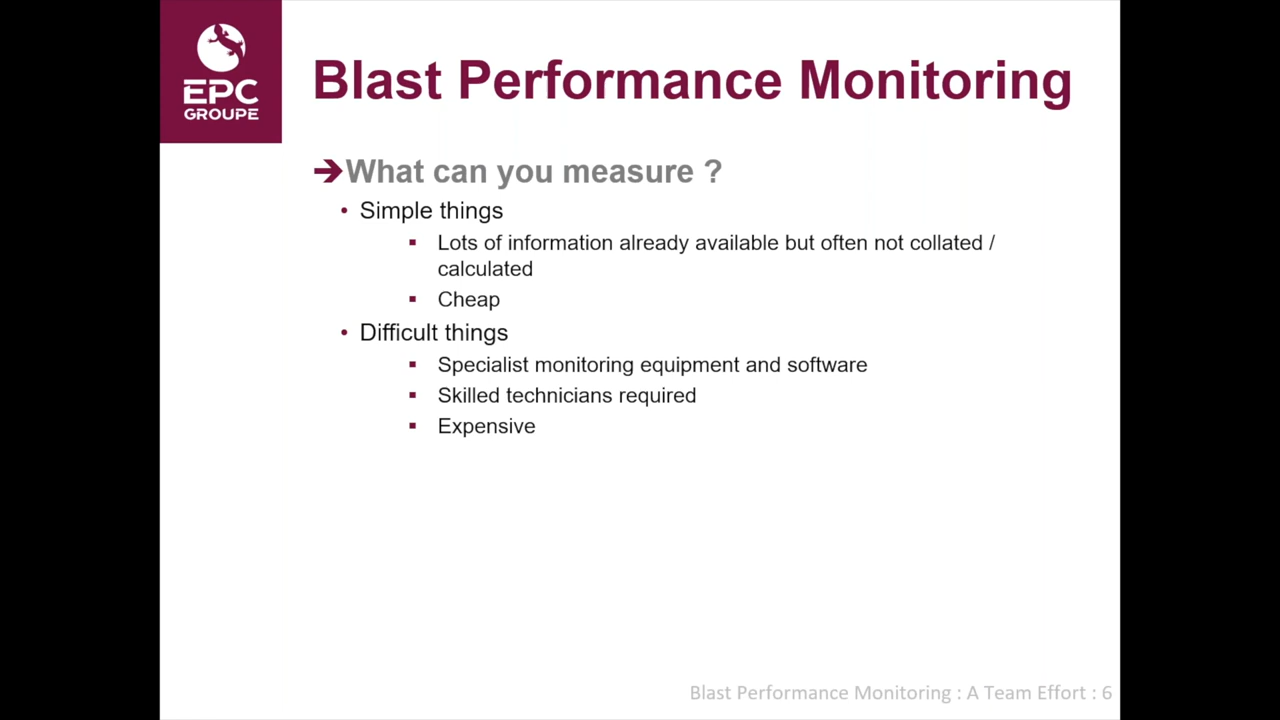 EPC
GROUPE
Blast Performance Monitoring
What can you measure ?
• Simple things
▪ Lots of information already available but often not collated /
calculated
▪ Cheap
• Difficult things
▪ Specialist monitoring equipment and software
▪ Skilled technicians required
▪ Expensive
Blast Performance Monitoring : A Team Effort : 6